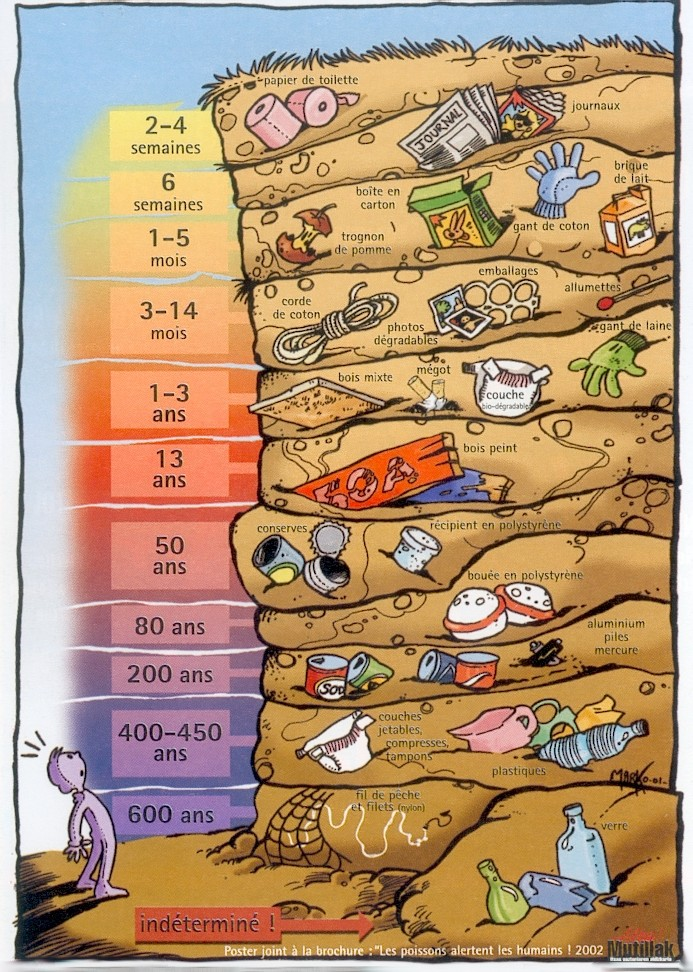 papier de toilette
journaux
JOURNAL
2-4
semaines
6
semaines
boîte en
carton
brique
de lait
gant de coton
trognon
de pomme
1-5
mois
emballages
allumettes
corde
de coton
photos
dégradables
3-14
mois
gant de laine
bois mixte
mégot
couche
bio-dégradable
1-3
ans
bois peint
13
ans
conserves
récipient en polystyrène
50
ans
bouée en polystyrène
80 ans
aluminium
piles
mercure
SODA
200 ans
couches
jetables,
compresses,
tampons
plastiques
400-450
ans
MARKO-01-
fil de pêche
et filets (nylon)
600 ans
verre
indéterminé !
Poster joint à la brochure : "Les poissons alertent les humains ! 2002
Mutillak